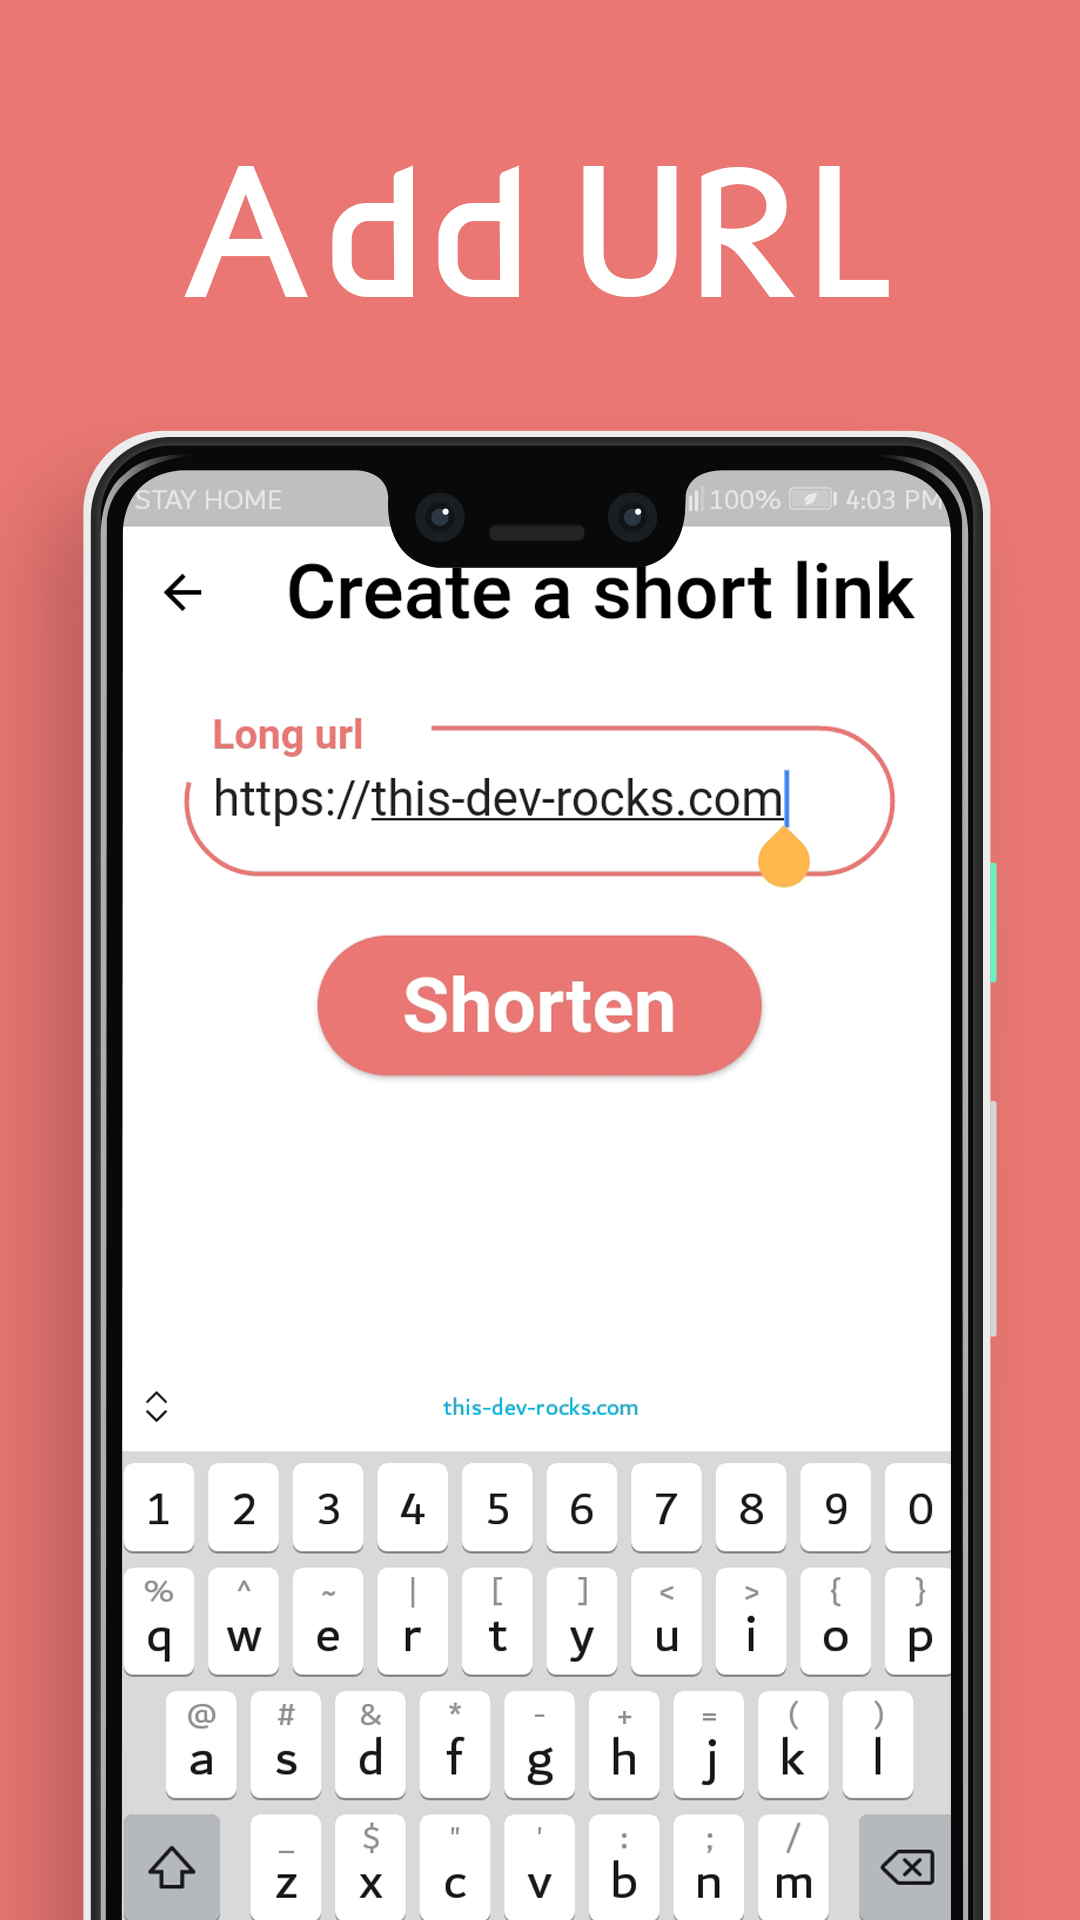 Add URL
STAY HOME 100% 4:03 PM
Create a short link
Long url
https://this-dev-rocks.com
Shorten
this-dev-rocks.com
1 2 3 4 5 6 7 8 9 0
% ^ ~ | [ ] < > { }
q w e r t y u i o p
@ # & * - + = ( )
a s d f g h j k l
_ $ " ' : ; /
z x c v b n m